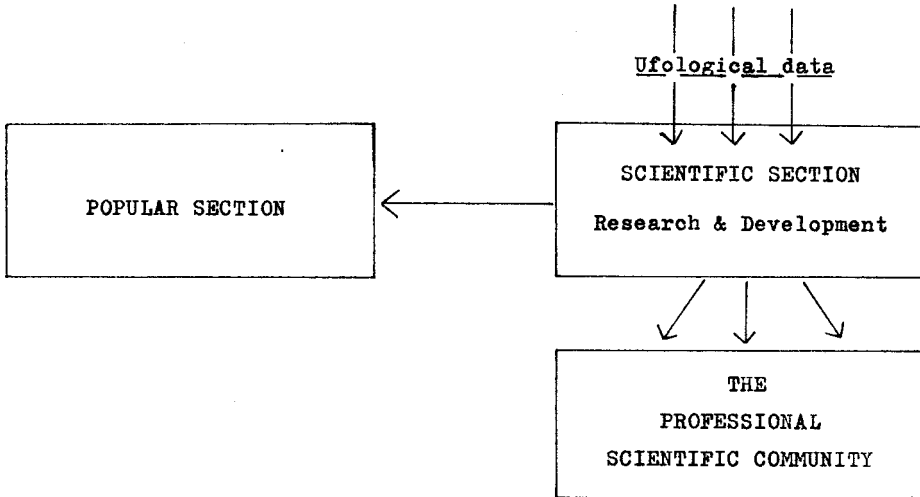 Ufological data
SCIENTIFIC SECTION
Research & Development
POPULAR SECTION
THE
PROFESSIONAL
SCIENTIFIC COMMUNITY